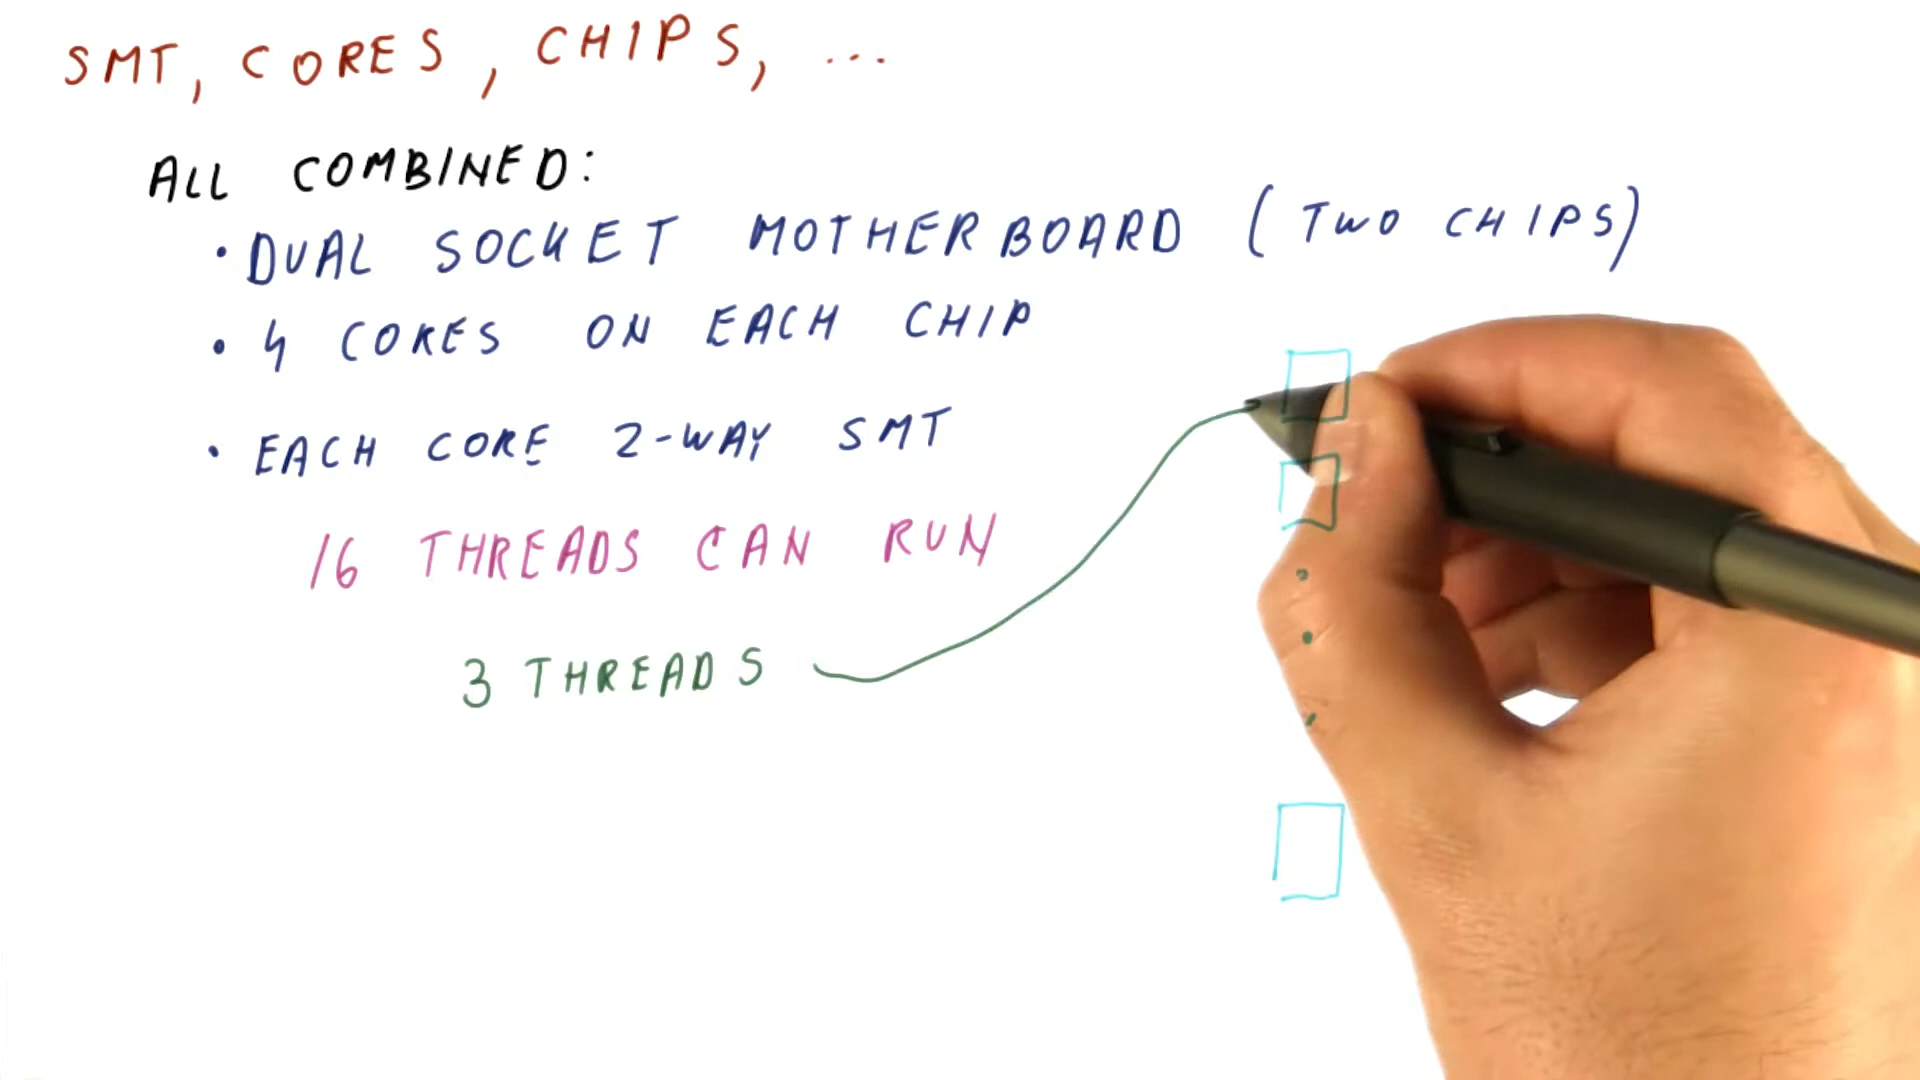 SMT, CORES, CHIPS, ...
ALL COMBINED:
• DUAL SOCKET MOTHERBOARD (TWO CHIPS)
• 4 CORES ON EACH CHIP
• EACH CORE 2-WAY SMT
16 THREADS CAN RUN
3 THREADS